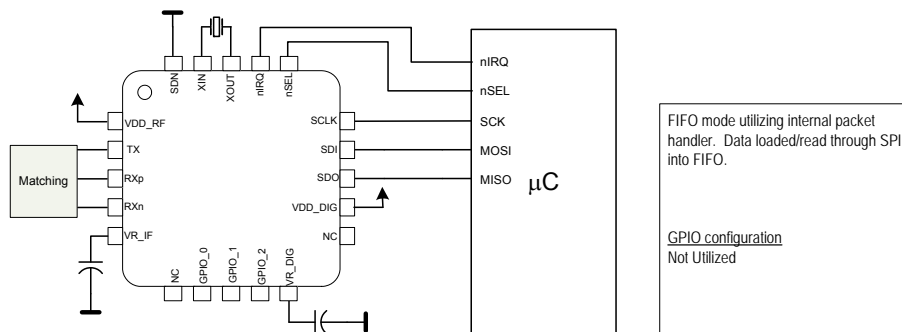 SDN
XIN
XOUT
nIRQ
nSEL
VDD_RF
TX
RXp
RXn
VR_IF
Matching
SCLK
SDI
SDO
VDD_DIG
NC
NC
GPIO_0
GPIO_1
GPIO_2
VR_DIG
nIRQ
nSEL
SCK
MOSI
MISO
µC
FIFO mode utilizing internal packet
handler. Data loaded/read through SPI
into FIFO.
GPIO configuration
Not Utilized